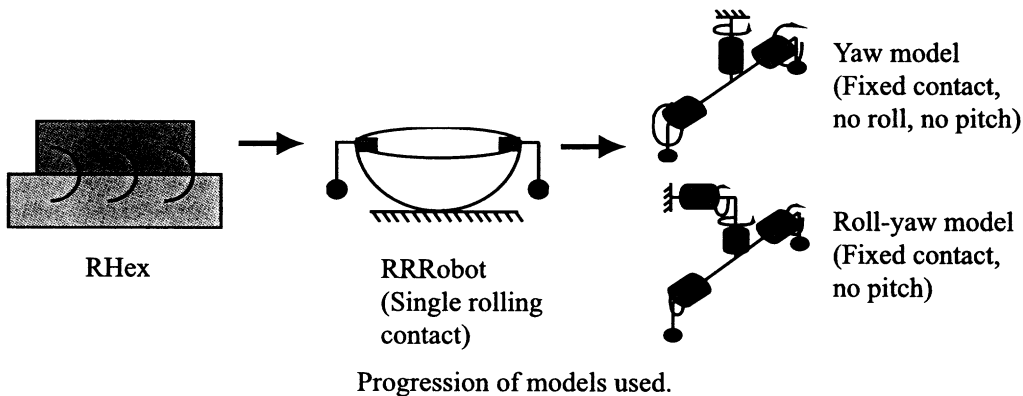 RHex
RRRobot
(Single rolling
contact)
Yaw model
(Fixed contact,
no roll, no pitch)
Roll-yaw model
(Fixed contact,
no pitch)
Progression of models used.